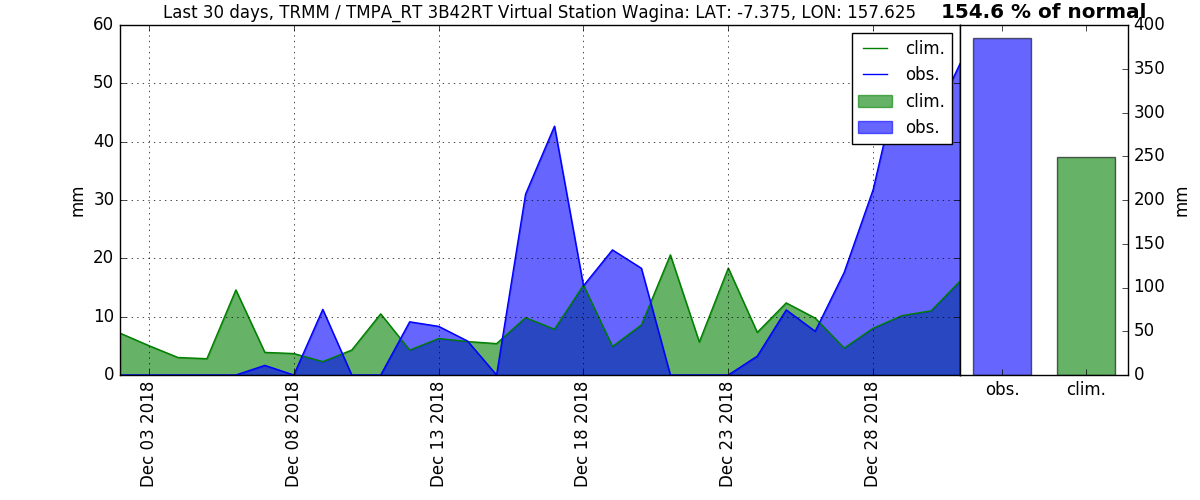 Last 30 days, TRMM / TMPA_RT 3B42RT Virtual Station Wagina: LAT: -7.375, LON: 157.625
154.6 % of normal
60
50
40
30
20
10
0
mm
clim.
obs.
clim.
obs.
400
350
300
250
200
150
100
50
0
mm
obs.
clim.
Dec 03 2018
Dec 08 2018
Dec 13 2018
Dec 18 2018
Dec 23 2018
Dec 28 2018